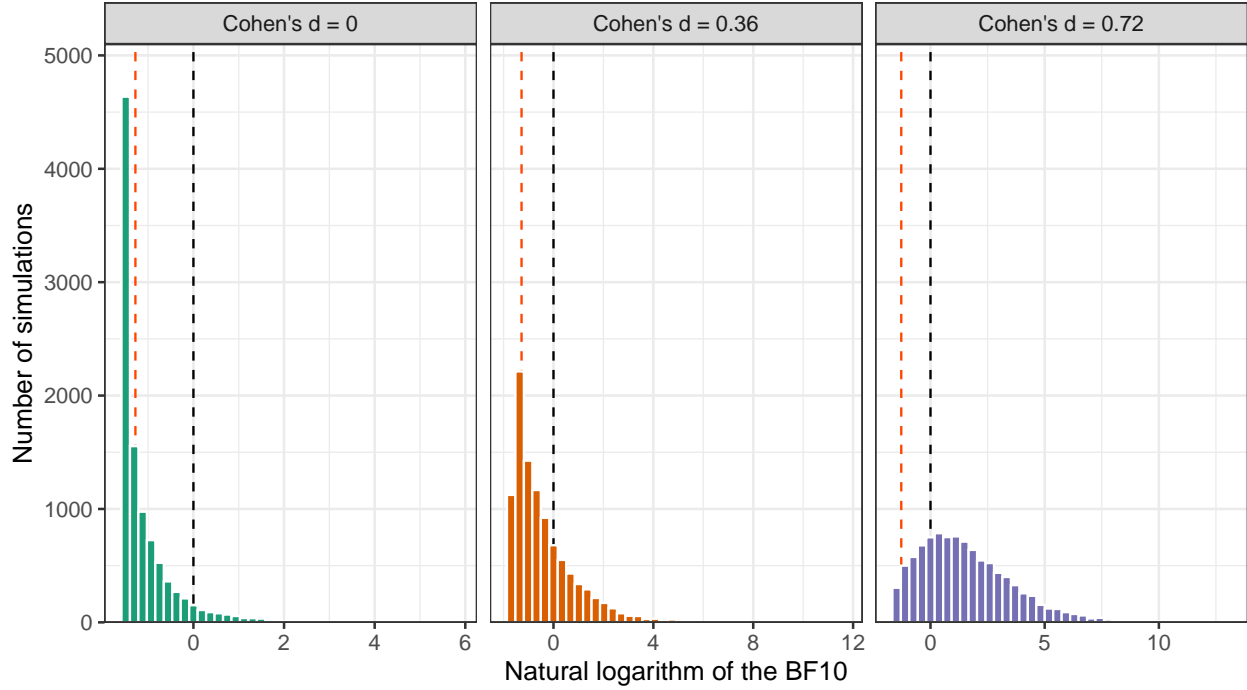 Cohen's d = 0
Cohen's d = 0.36
Cohen's d = 0.72
5000
4000
3000
2000
1000
0
Number of simulations
0 2 4 6
0 4 8 12
0 5 10
Natural logarithm of the BF10